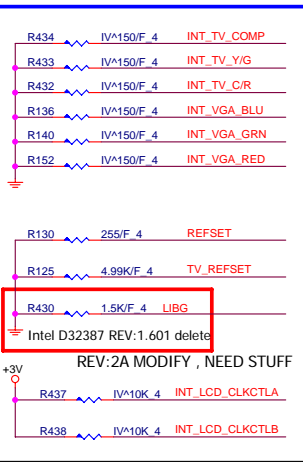 R434 IV^150/F_4 INT_TV_COMP
R433 IV^150/F_4 INT_TV_Y/G
R432 IV^150/F_4 INT_TV_C/R
R136 IV^150/F_4 INT_VGA_BLU
R140 IV^150/F_4 INT_VGA_GRN
R152 IV^150/F_4 INT_VGA_RED
R130 255/F_4 REFSET
R125 4.99K/F_4 TV_REFSET
R430 1.5K/F_4 LIBG
Intel D32387 REV:1.601 delete
REV:2A MODIFY , NEED STUFF
+3V
R437 IV^10K_4 INT_LCD_CLKCTLA
R438 IV^10K_4 INT_LCD_CLKCTLB